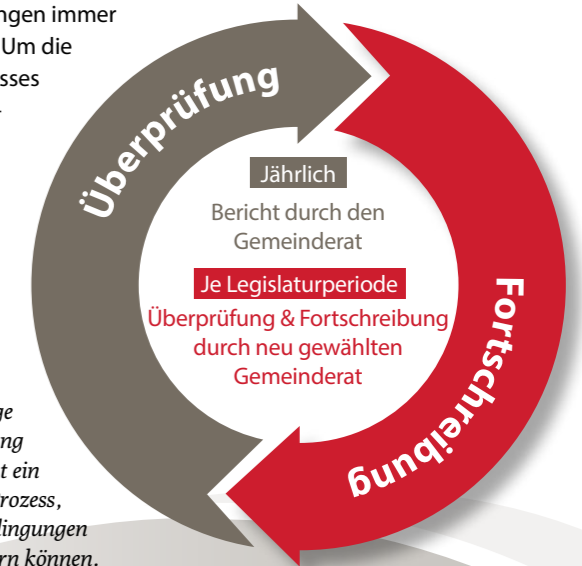 ngen immer
Um die
sses
Überprüfung
Jährlich
Bericht durch den
Gemeinderat
Je Legislaturperiode
Überprüfung & Fortschreibung
durch neu gewählten
Gemeinderat
Fortschreibung
ge
ng
t ein
rozess,
dingungen
rn können.